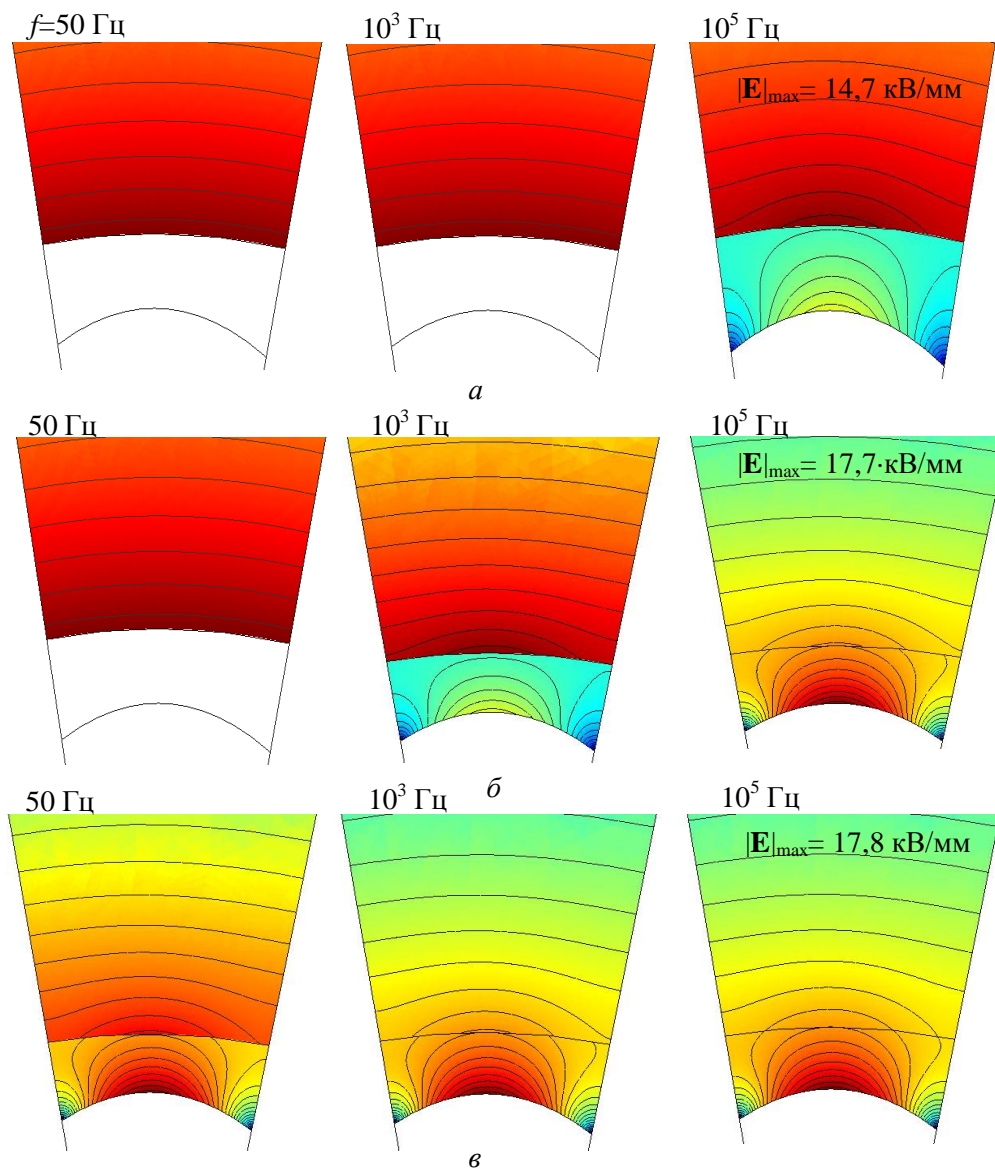 f=50 Гц
10³ Гц
10⁵ Гц
|E|max= 14,7 кВ/мм
а
50 Гц
10³ Гц
10⁵ Гц
|E|max= 17,7·кВ/мм
б
50 Гц
10³ Гц
10⁵ Гц
|E|max= 17,8 кВ/мм
в